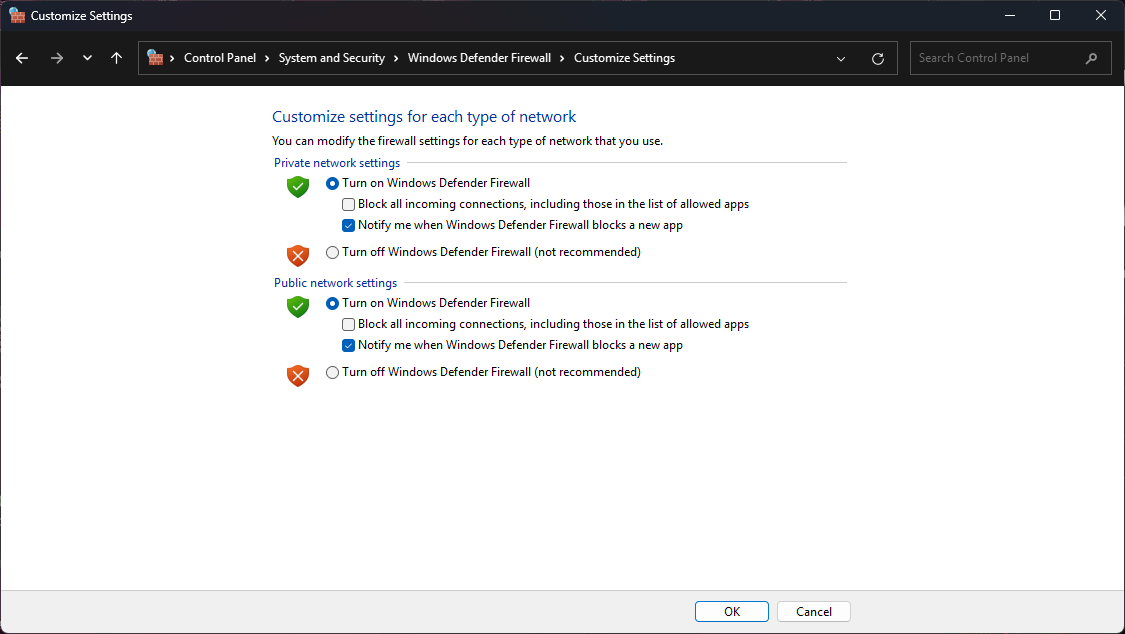 Customize Settings
Control Panel > System and Security > Windows Defender Firewall > Customize Settings
Search Control Panel
Customize settings for each type of network
You can modify the firewall settings for each type of network that you use.
Private network settings
Turn on Windows Defender Firewall
Block all incoming connections, including those in the list of allowed apps
Notify me when Windows Defender Firewall blocks a new app
Turn off Windows Defender Firewall (not recommended)
Public network settings
Turn on Windows Defender Firewall
Block all incoming connections, including those in the list of allowed apps
Notify me when Windows Defender Firewall blocks a new app
Turn off Windows Defender Firewall (not recommended)
OK Cancel